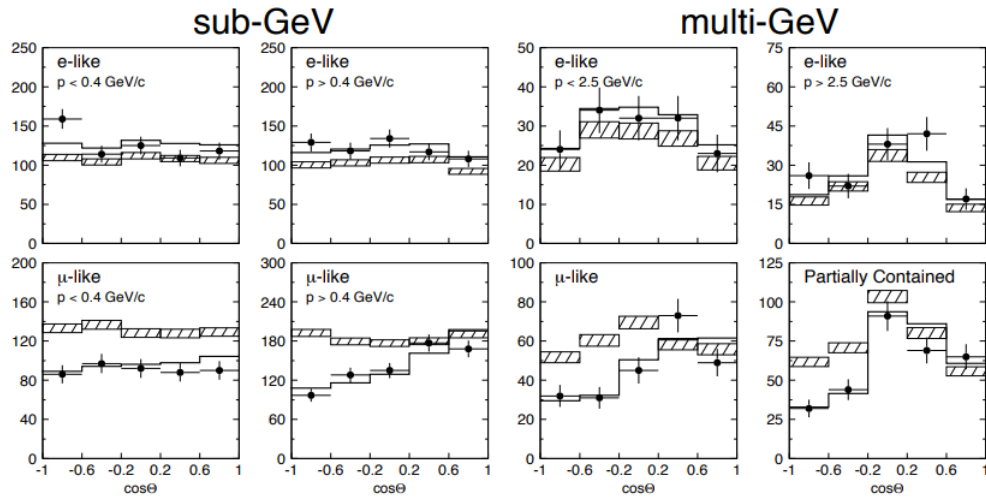 sub-GeV
multi-GeV
250
200
150
100
50
0
e-like
p < 0.4 GeV/c
250
200
150
100
50
0
e-like
p > 0.4 GeV/c
60
50
40
30
20
10
0
e-like
p < 2.5 GeV/c
75
60
45
30
15
0
e-like
p > 2.5 GeV/c
200
160
120
80
40
0
μ-like
p < 0.4 GeV/c
-1 -0.6 -0.2 0.2 0.6 1
cosΘ
300
240
180
120
60
0
μ-like
p > 0.4 GeV/c
-1 -0.6 -0.2 0.2 0.6 1
cosΘ
100
80
60
40
20
0
μ-like
-1 -0.6 -0.2 0.2 0.6 1
cosΘ
125
100
75
50
25
0
Partially Contained
-1 -0.6 -0.2 0.2 0.6 1
cosΘ